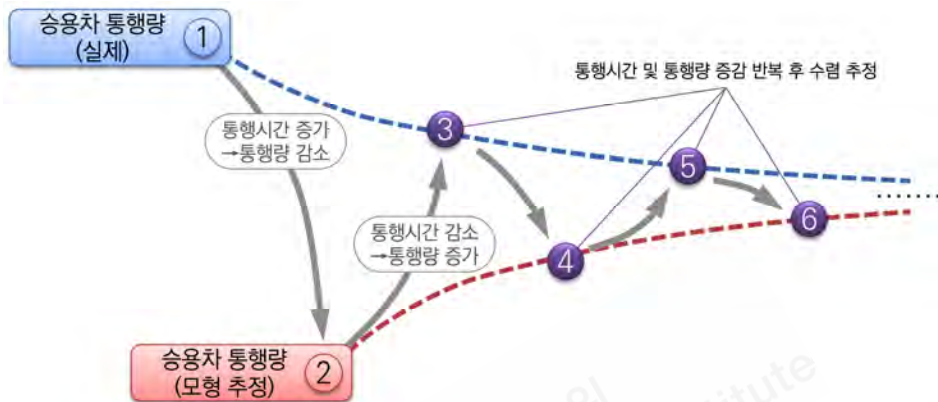 승용차 통행량
(실제)
①
통행시간 및 통행량 증감 반복 후 수렴 추정
통행시간 증가
→통행량 감소
③
⑤
⑥
통행시간 감소
→통행량 증가
④
승용차 통행량
(모형 추정)
②
titute